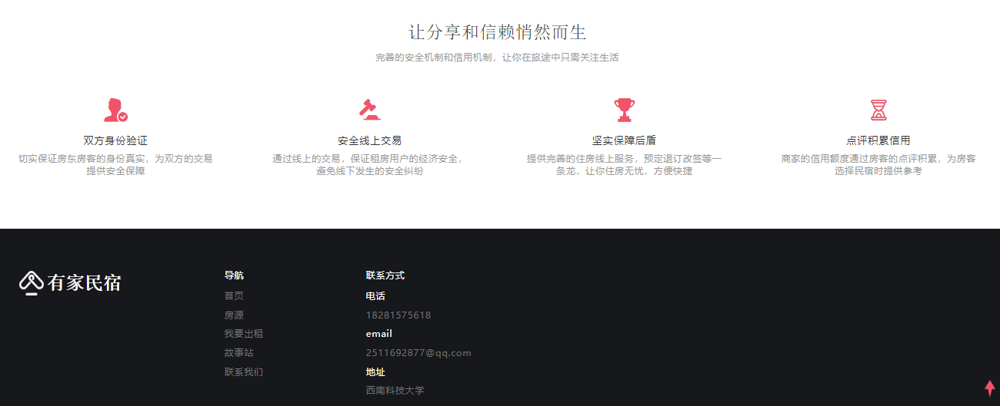 让分享和信赖悄然而生
完善的安全机制和信用机制，让你在旅途中只需关注生活
双方身份验证
切实保证房东房客的身份真实，为双方的交易
提供安全保障
安全线上交易
通过线上的交易，保证租房用户的经济安全，
避免线下发生的安全纠纷
坚实保障后盾
提供完善的住房线上服务，预定退订改签等一
条龙，让你住房无忧，方便快捷
点评积累信用
商家的信用额度通过房客的点评积累，为房客
选择民宿时提供参考
有家民宿
导航
首页
房源
我要出租
故事站
联系我们
联系方式
电话
18281575618
email
2511692877@qq.com
地址
西南科技大学